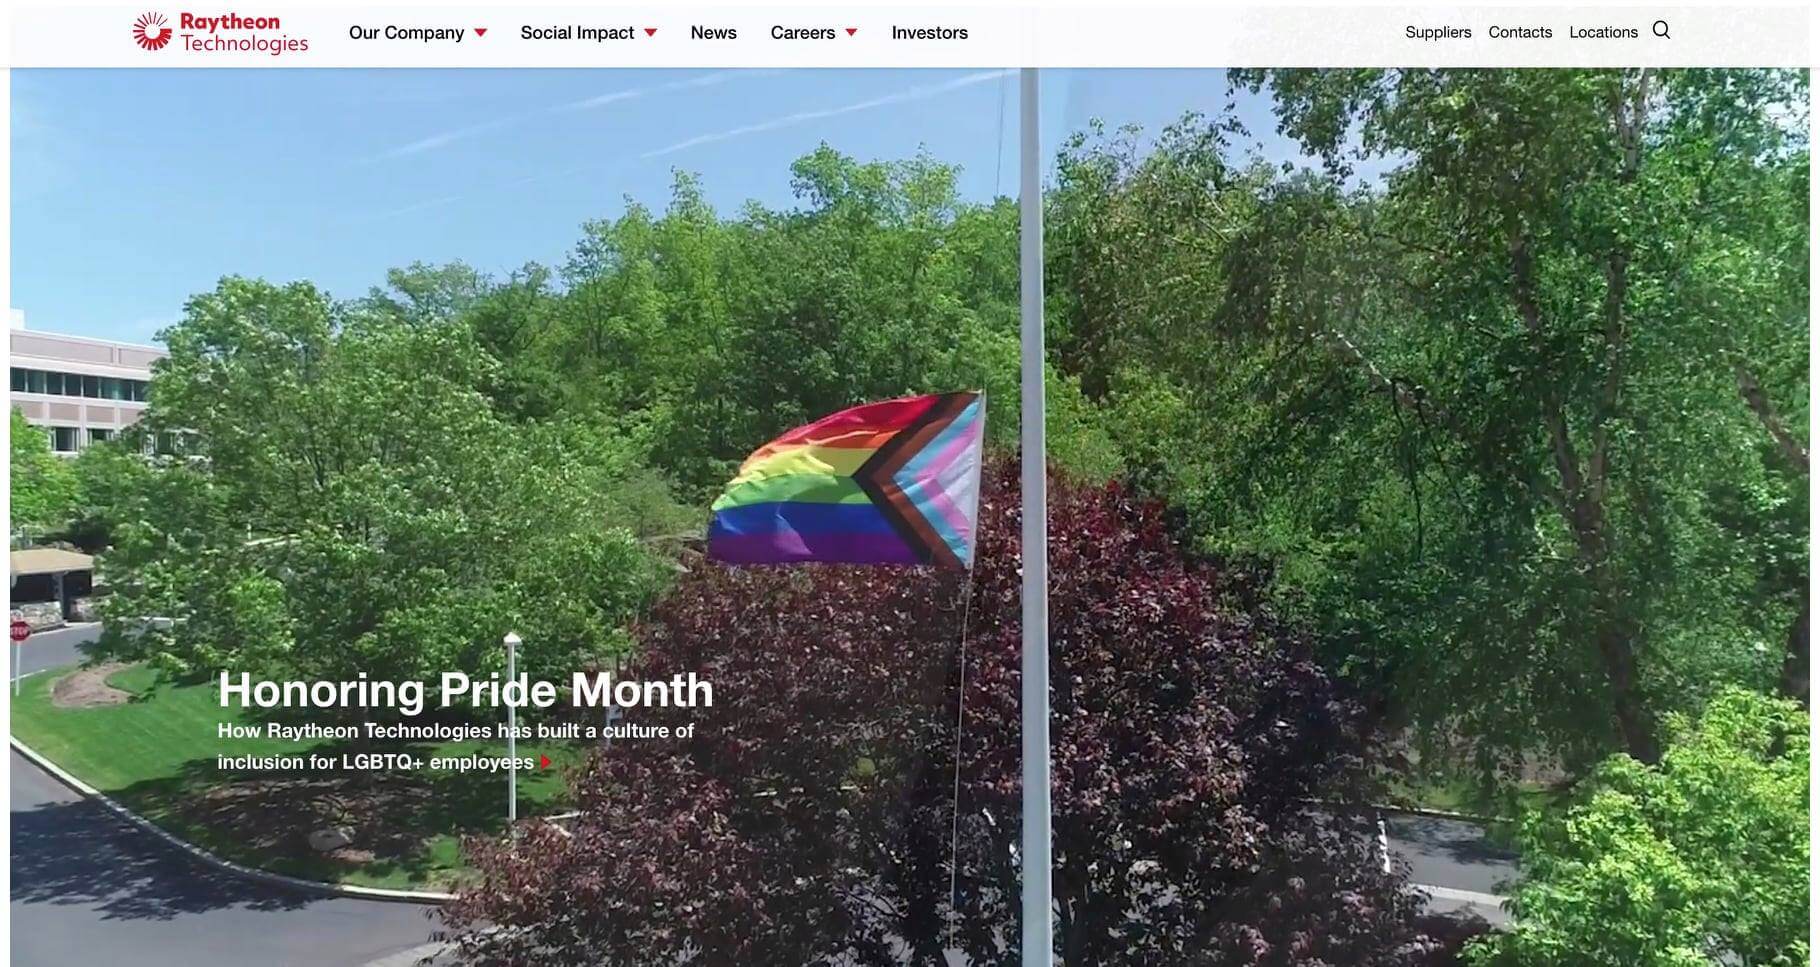 Raytheon
Technologies
Our Company
Social Impact
News
Careers
Investors
Suppliers
Contacts
Locations
STOP
Honoring Pride Month
How Raytheon Technologies has built a culture of
inclusion for LGBTQ+ employees